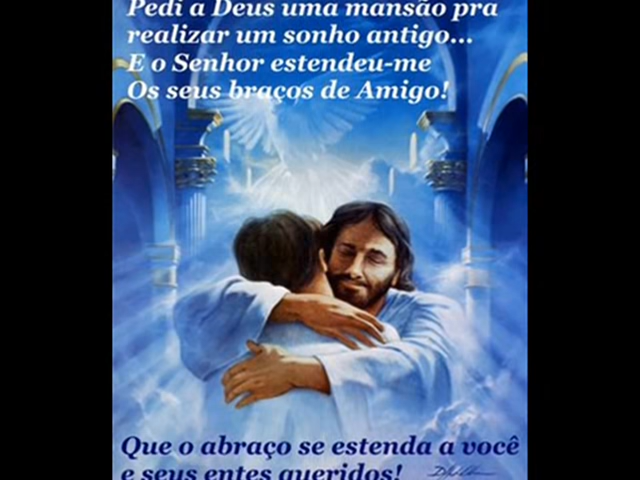 Pedi a Deus uma mansão pra
realizar um sonho antigo...
E o Senhor estendeu-me
Os seus braços de Amigo!
Que o abraço se estenda a você
e seus entes queridos!